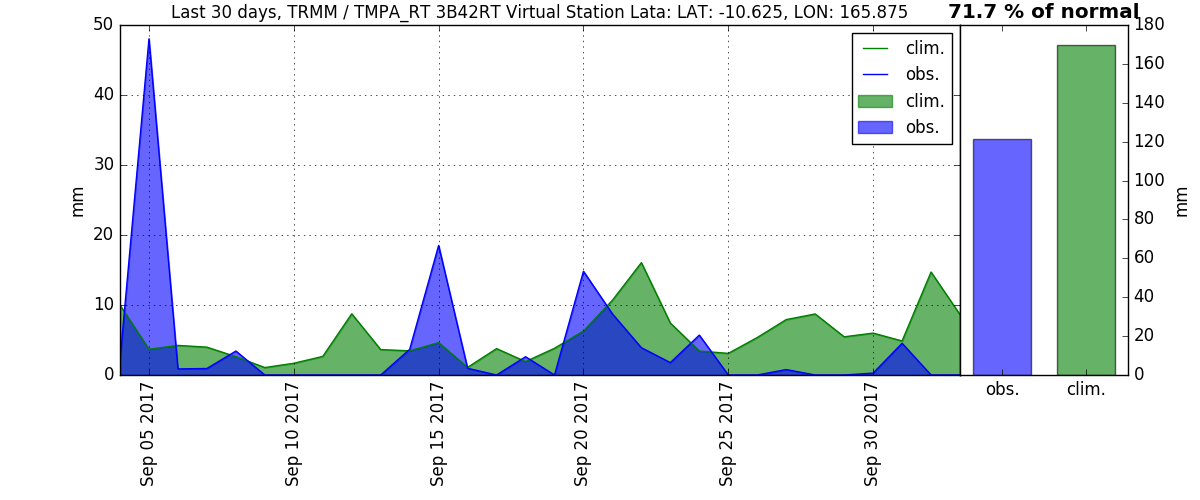 Last 30 days, TRMM / TMPA_RT 3B42RT Virtual Station Lata: LAT: -10.625, LON: 165.875
71.7 % of normal
50
40
30
20
10
0
mm
clim.
obs.
clim.
obs.
180
160
140
120
100
80
60
40
20
0
mm
Sep 05 2017
Sep 10 2017
Sep 15 2017
Sep 20 2017
Sep 25 2017
Sep 30 2017
obs.
clim.